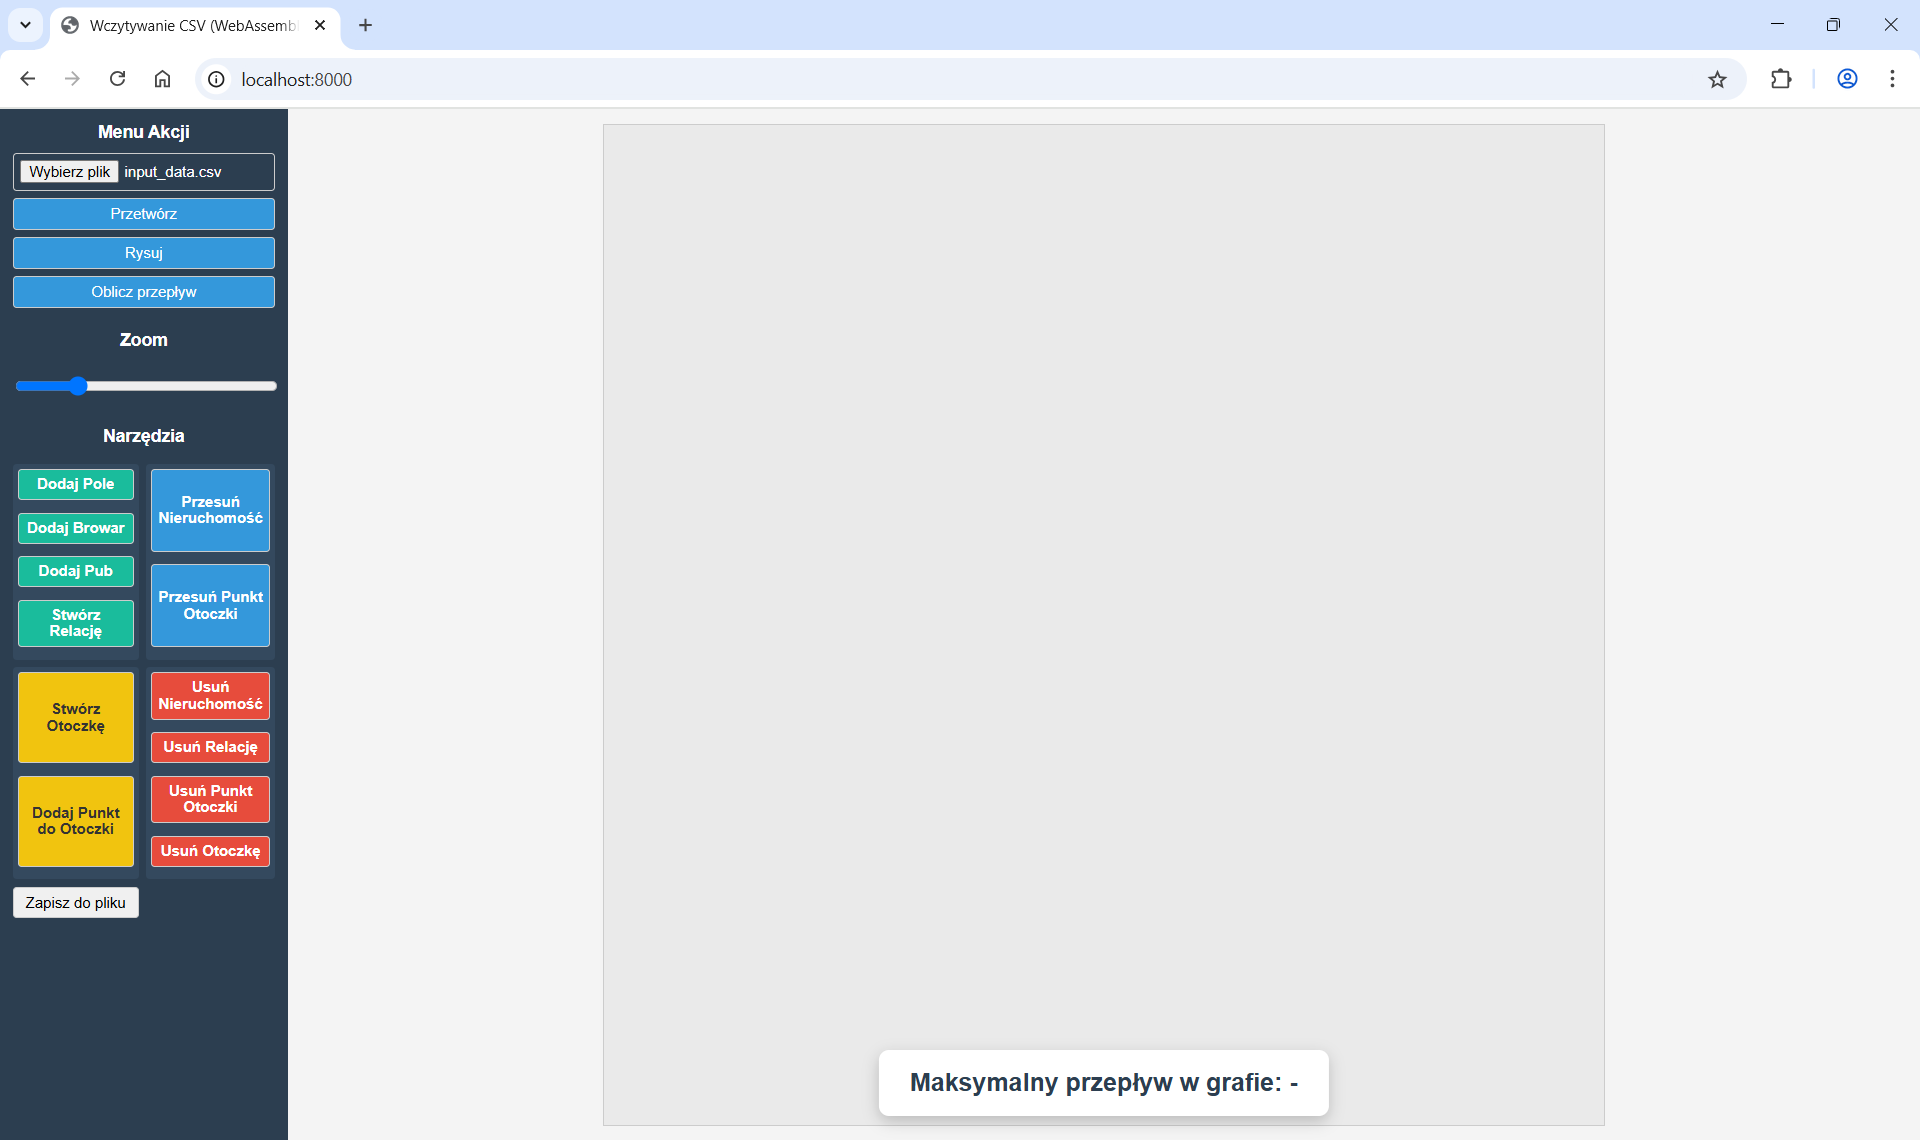 Wczytywanie CSV (WebAssembl
localhost:8000
Menu Akcji
Wybierz plik input_data.csv
Przetwórz
Rysuj
Oblicz przepływ
Zoom
Narzędzia
Dodaj Pole
Dodaj Browar
Dodaj Pub
Stwórz
Relację
Przesuń
Nieruchomość
Przesuń Punkt
Otoczki
Stwórz
Otoczkę
Dodaj Punkt
do Otoczki
Usuń
Nieruchomość
Usuń Relację
Usuń Punkt
Otoczki
Usuń Otoczkę
Zapisz do pliku
Maksymalny przepływ w grafie: -